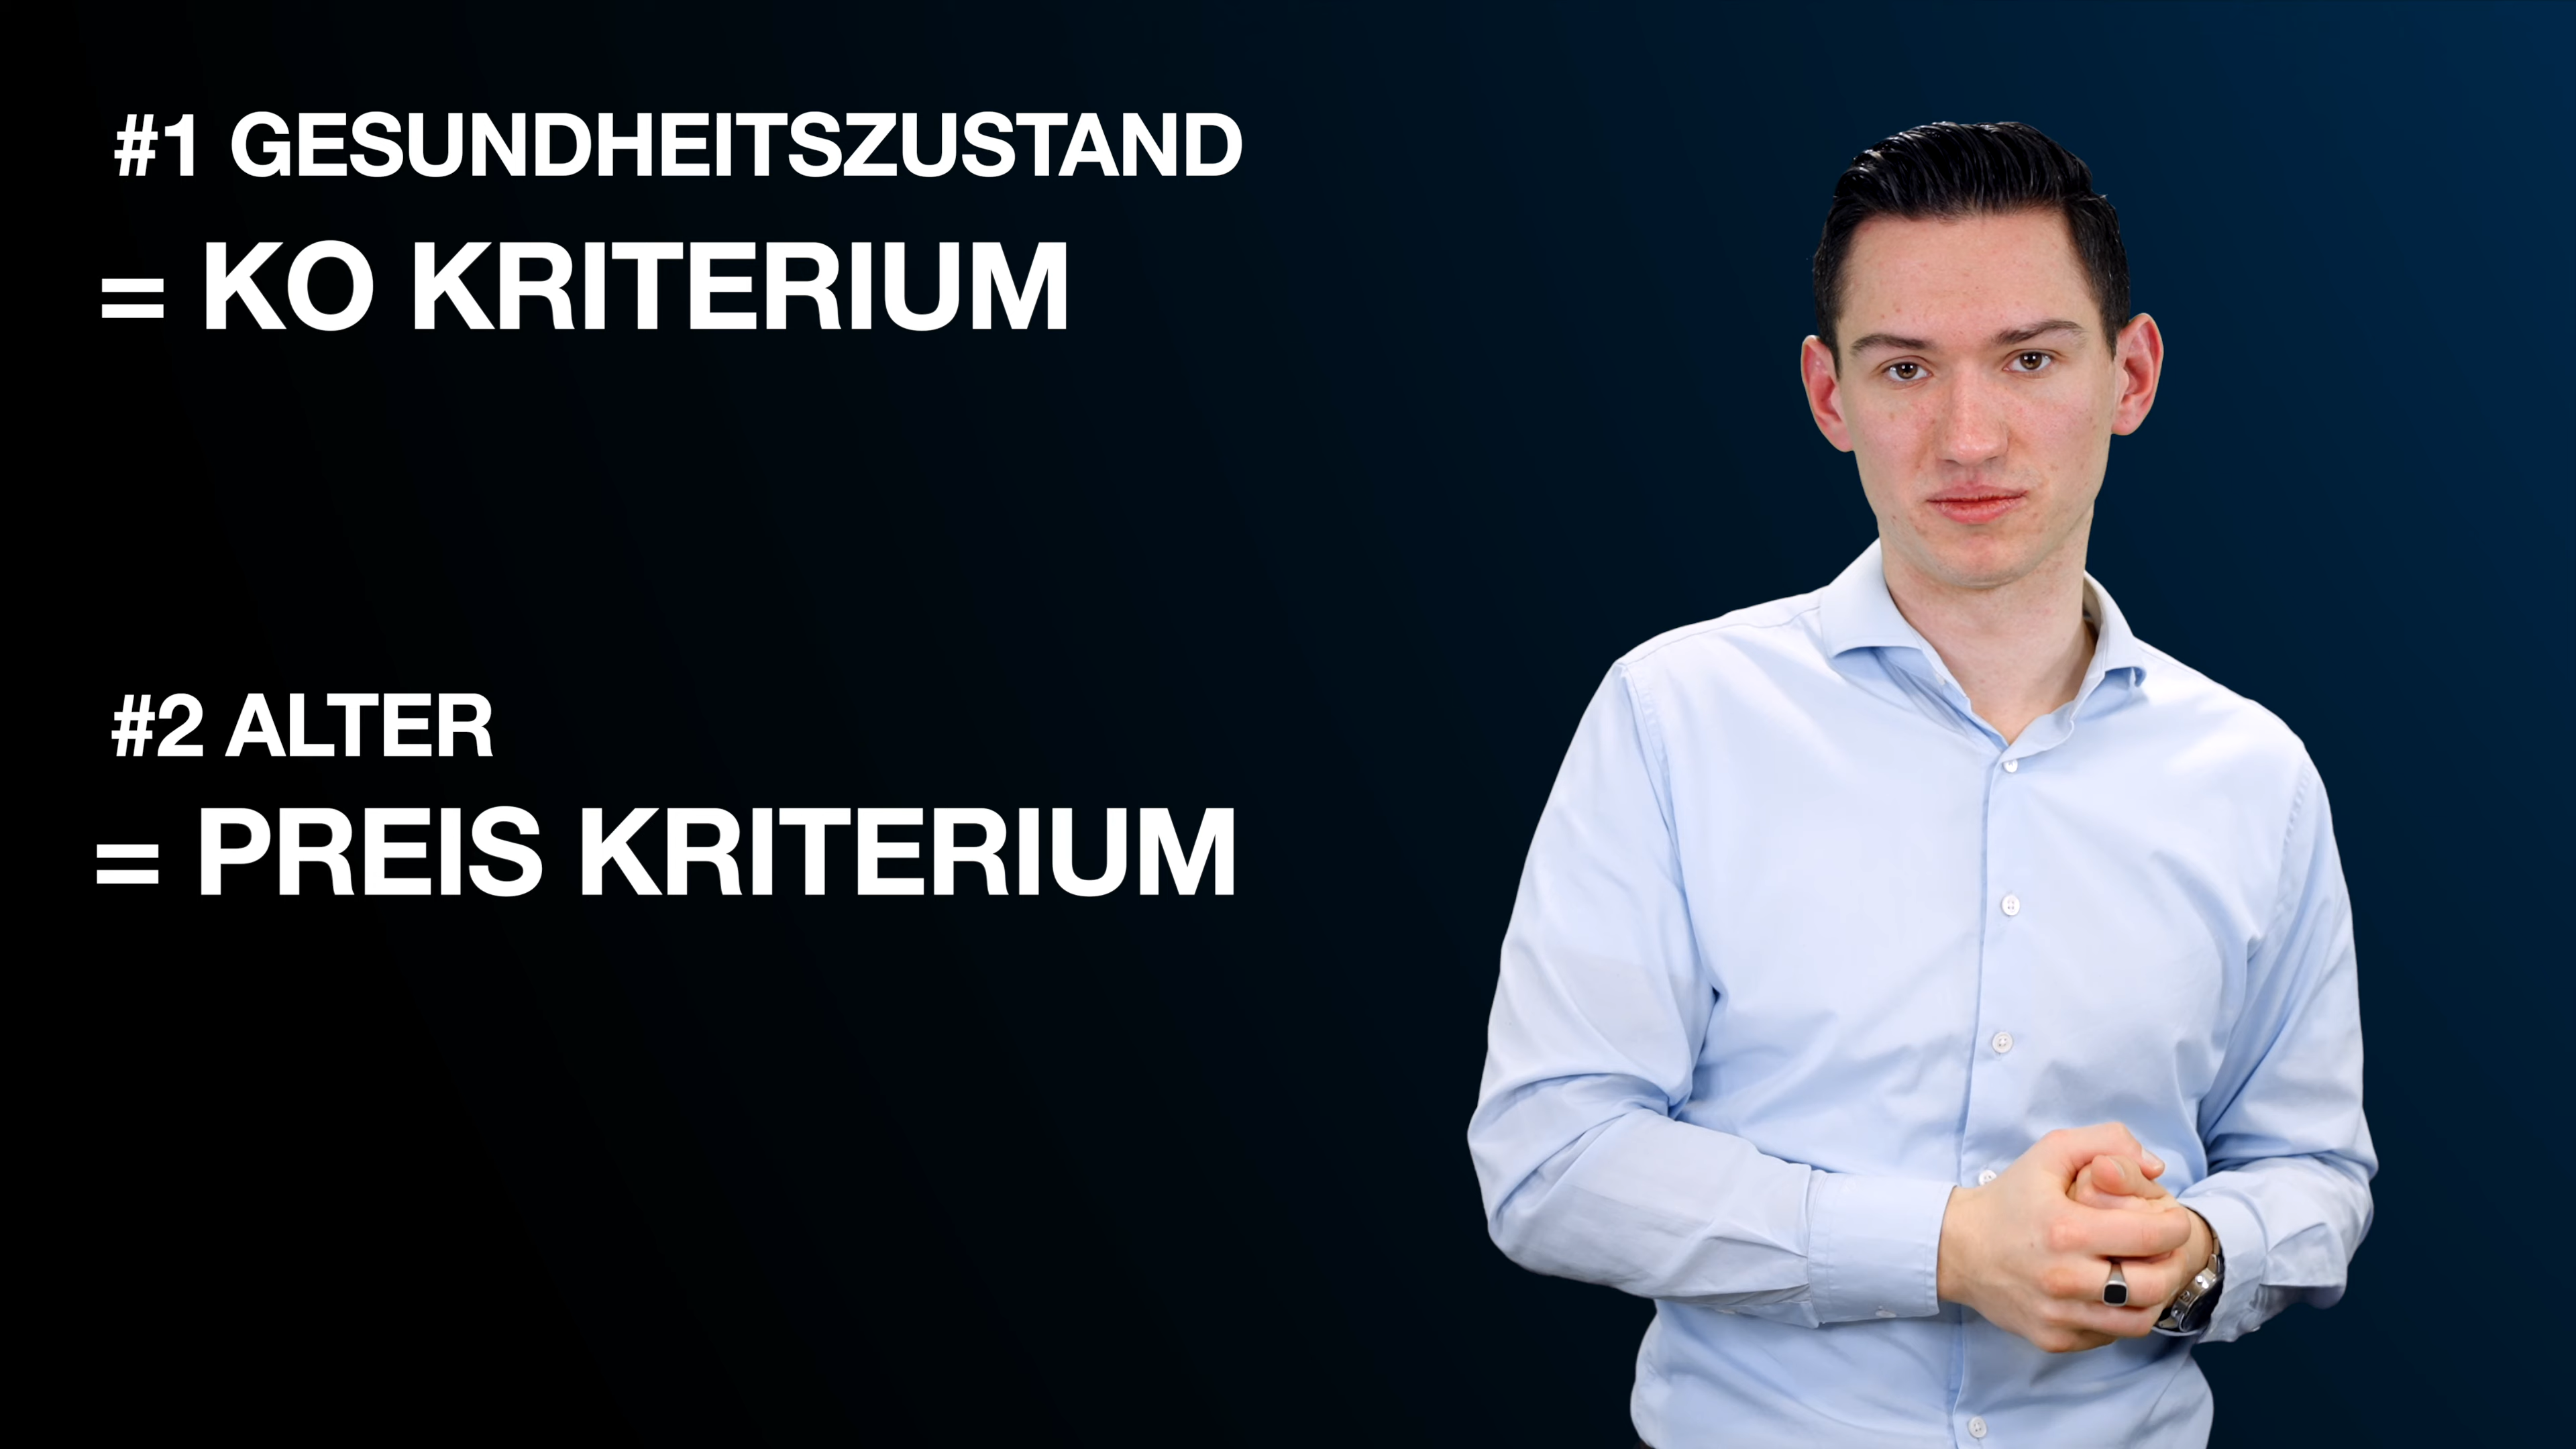 #1 GESUNDHEITSZUSTAND
= KO KRITERIUM
#2 ALTER
= PREIS KRITERIUM